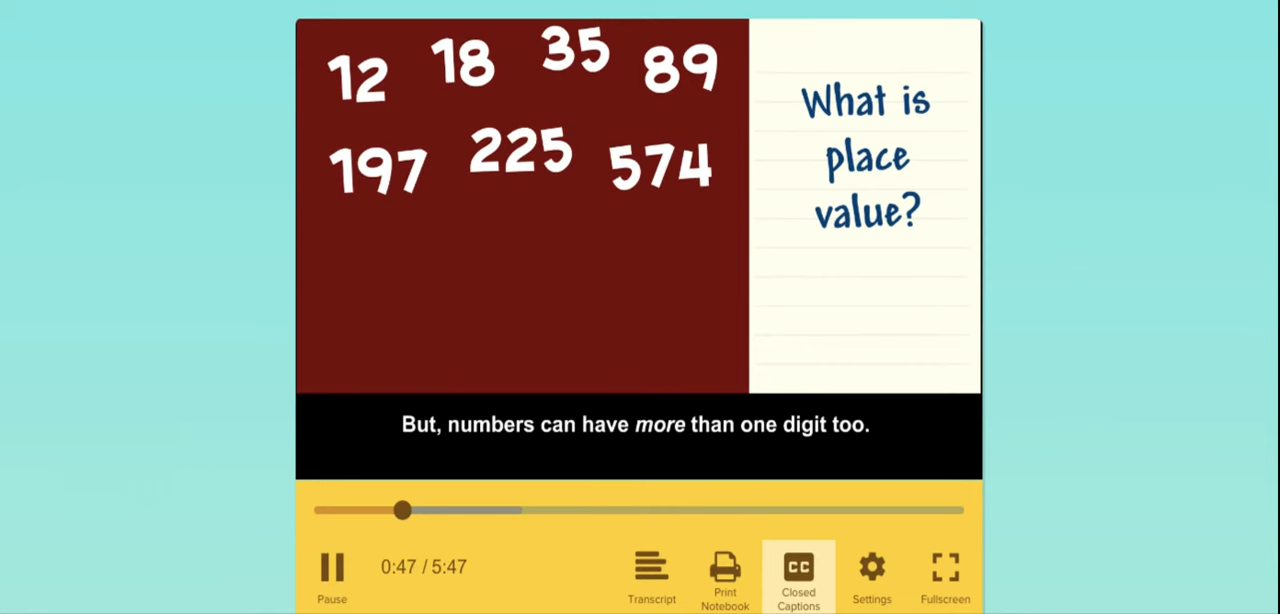 12 18 35 89
197 225 574
What is
place
value?
But, numbers can have more than one digit too.
0:47 / 5:47
Pause
Transcript
Print
Notebook
CC
Closed
Captions
Settings
Fullscreen